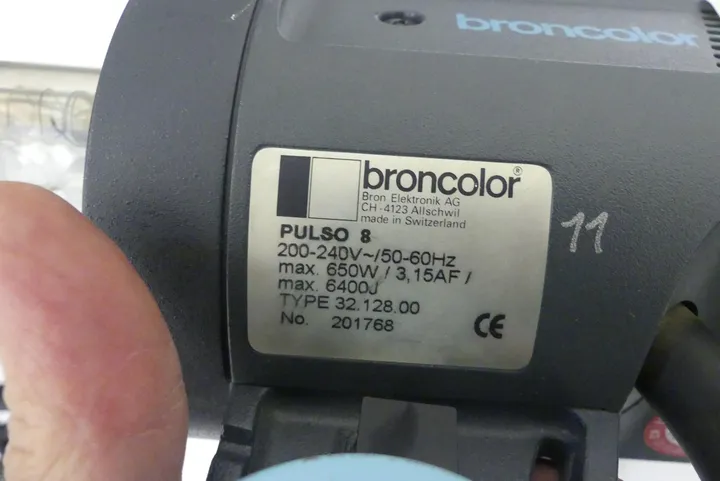 broncolor
broncolor®
Bron Elektronik AG
CH-4123 Allschwil
made in Switzerland
PULSO 8
200-240V~/50-60Hz
max. 650W / 3,15AF /
max. 6400J
TYPE 32.128.00
No. 201768
CE
11